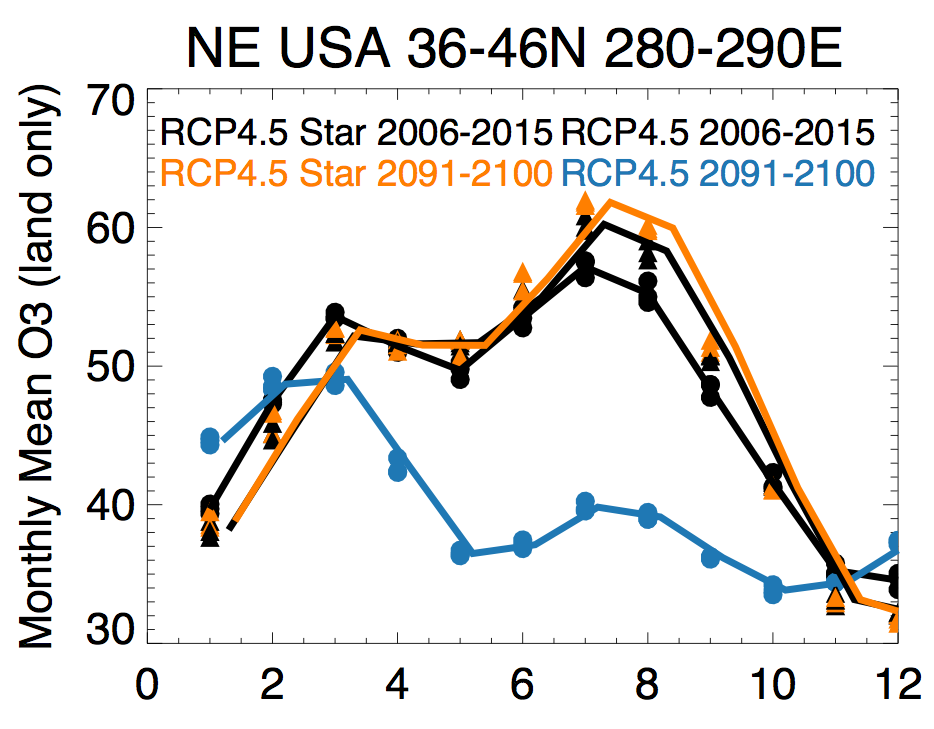 NE USA 36-46N 280-290E
Monthly Mean O3 (land only)
70
60
50
40
30
RCP4.5 Star 2006-2015 RCP4.5 2006-2015
RCP4.5 Star 2091-2100 RCP4.5 2091-2100
0 2 4 6 8 10 12